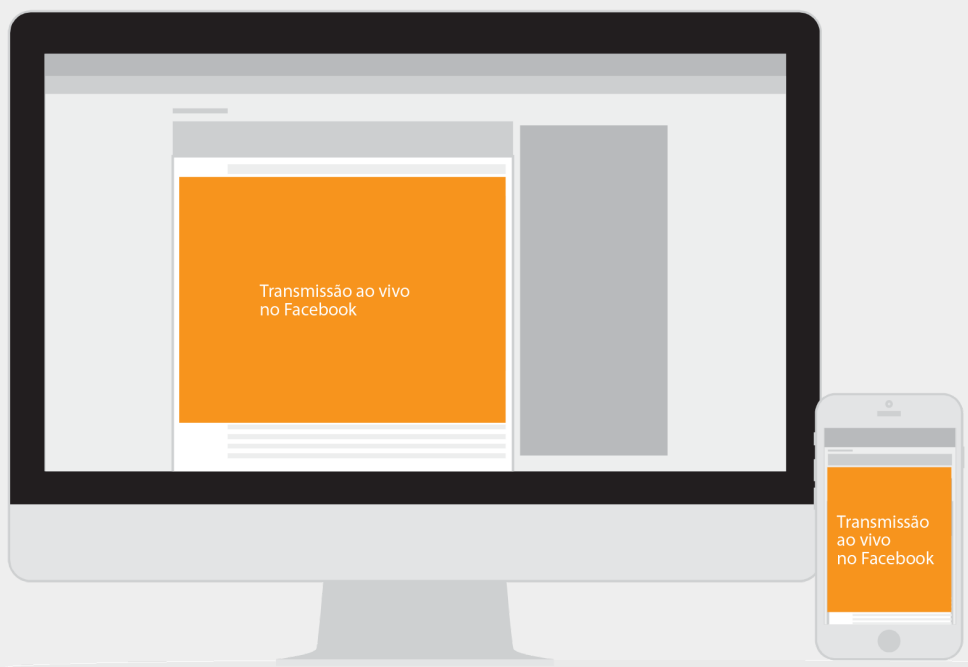 Transmissão ao vivo
no Facebook
Transmissão
ao vivo
no Facebook